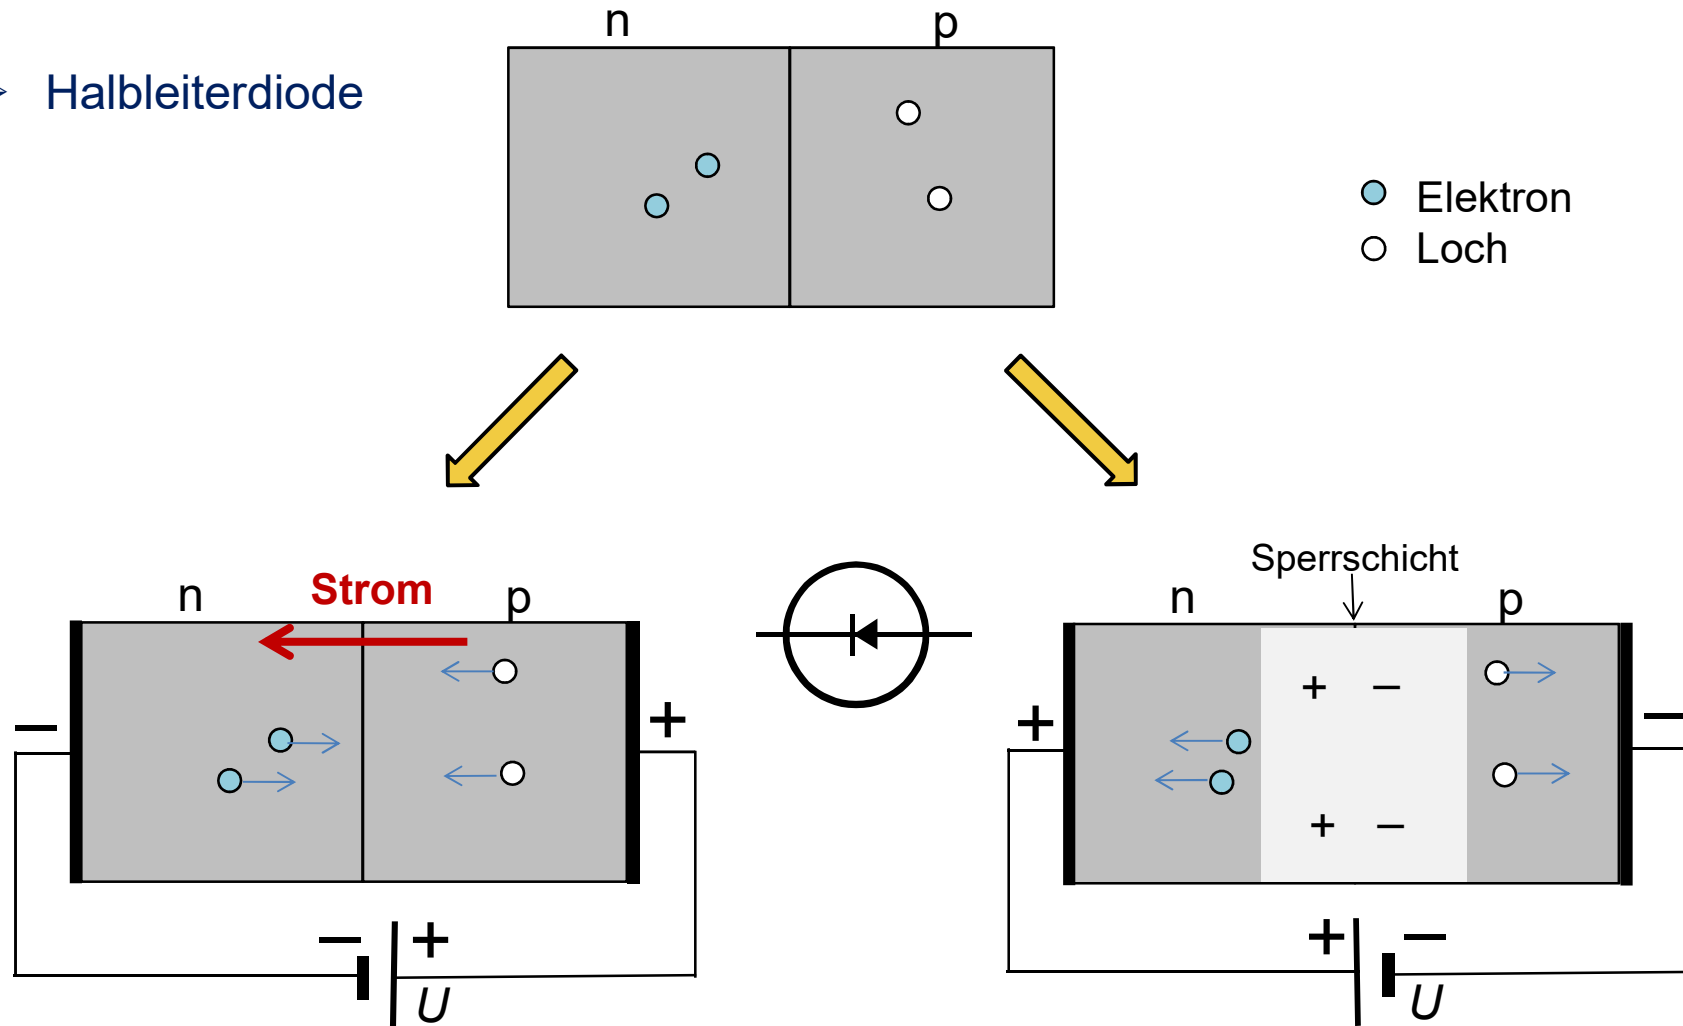 n p
Halbleiterdiode
Elektron
Loch
Sperrschicht
n Strom p
n p
− +
+ −
+ −
+ −
− +
U
+ −
U